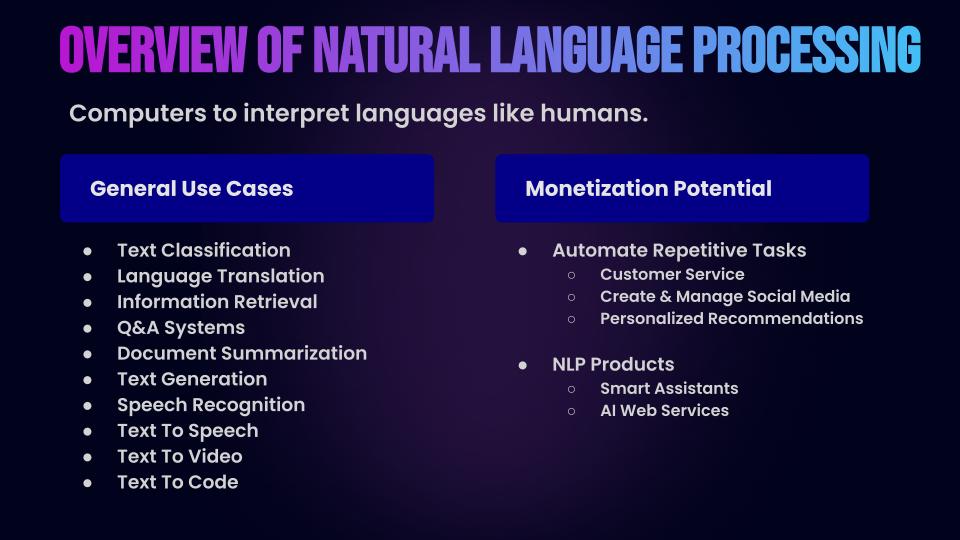 OVERVIEW OF NATURAL LANGUAGE PROCESSING
Computers to interpret languages like humans.
General Use Cases
● Text Classification
● Language Translation
● Information Retrieval
● Q&A Systems
● Document Summarization
● Text Generation
● Speech Recognition
● Text To Speech
● Text To Video
● Text To Code
Monetization Potential
● Automate Repetitive Tasks
○ Customer Service
○ Create & Manage Social Media
○ Personalized Recommendations
● NLP Products
○ Smart Assistants
○ AI Web Services